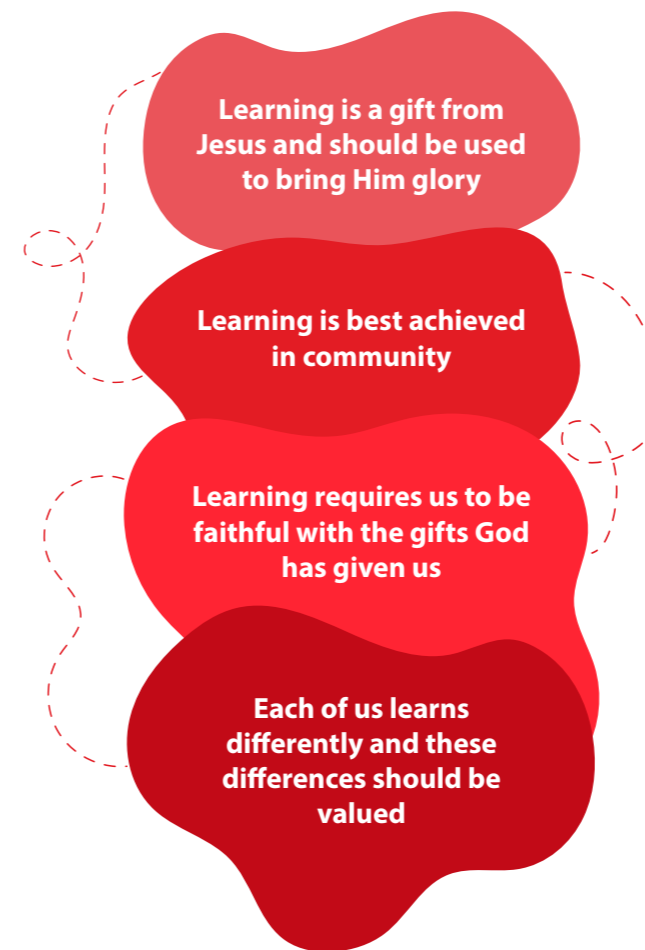 Learning is a gift from
Jesus and should be used
to bring Him glory
Learning is best achieved
in community
Learning requires us to be
faithful with the gifts God
has given us
Each of us learns
differently and these
differences should be
valued